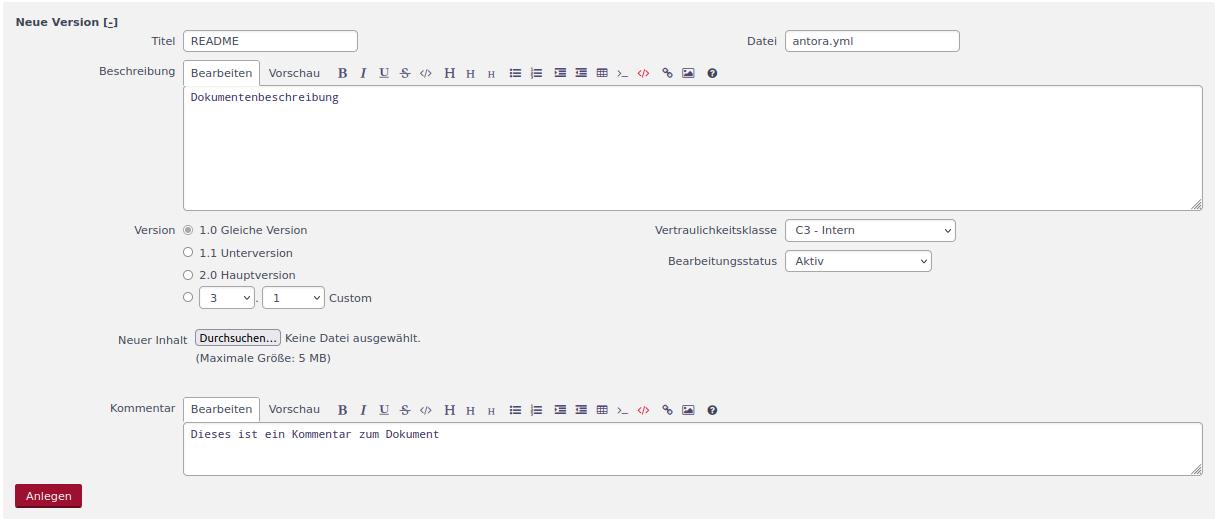 Neue Version [-]
Titel README Datei antora.yml
Beschreibung Bearbeiten Vorschau B I U S </> H H H >_ </> ?
Dokumentenbeschreibung
Version 1.0 Gleiche Version Vertraulichkeitsklasse C3 - Intern
1.1 Unterversion
Bearbeitungsstatus Aktiv
2.0 Hauptversion
3 . 1 Custom
Neuer Inhalt Durchsuchen... Keine Datei ausgewählt.
(Maximale Größe: 5 MB)
Kommentar Bearbeiten Vorschau B I U S </> H H H >_ </> ?
Dieses ist ein Kommentar zum Dokument
Anlegen